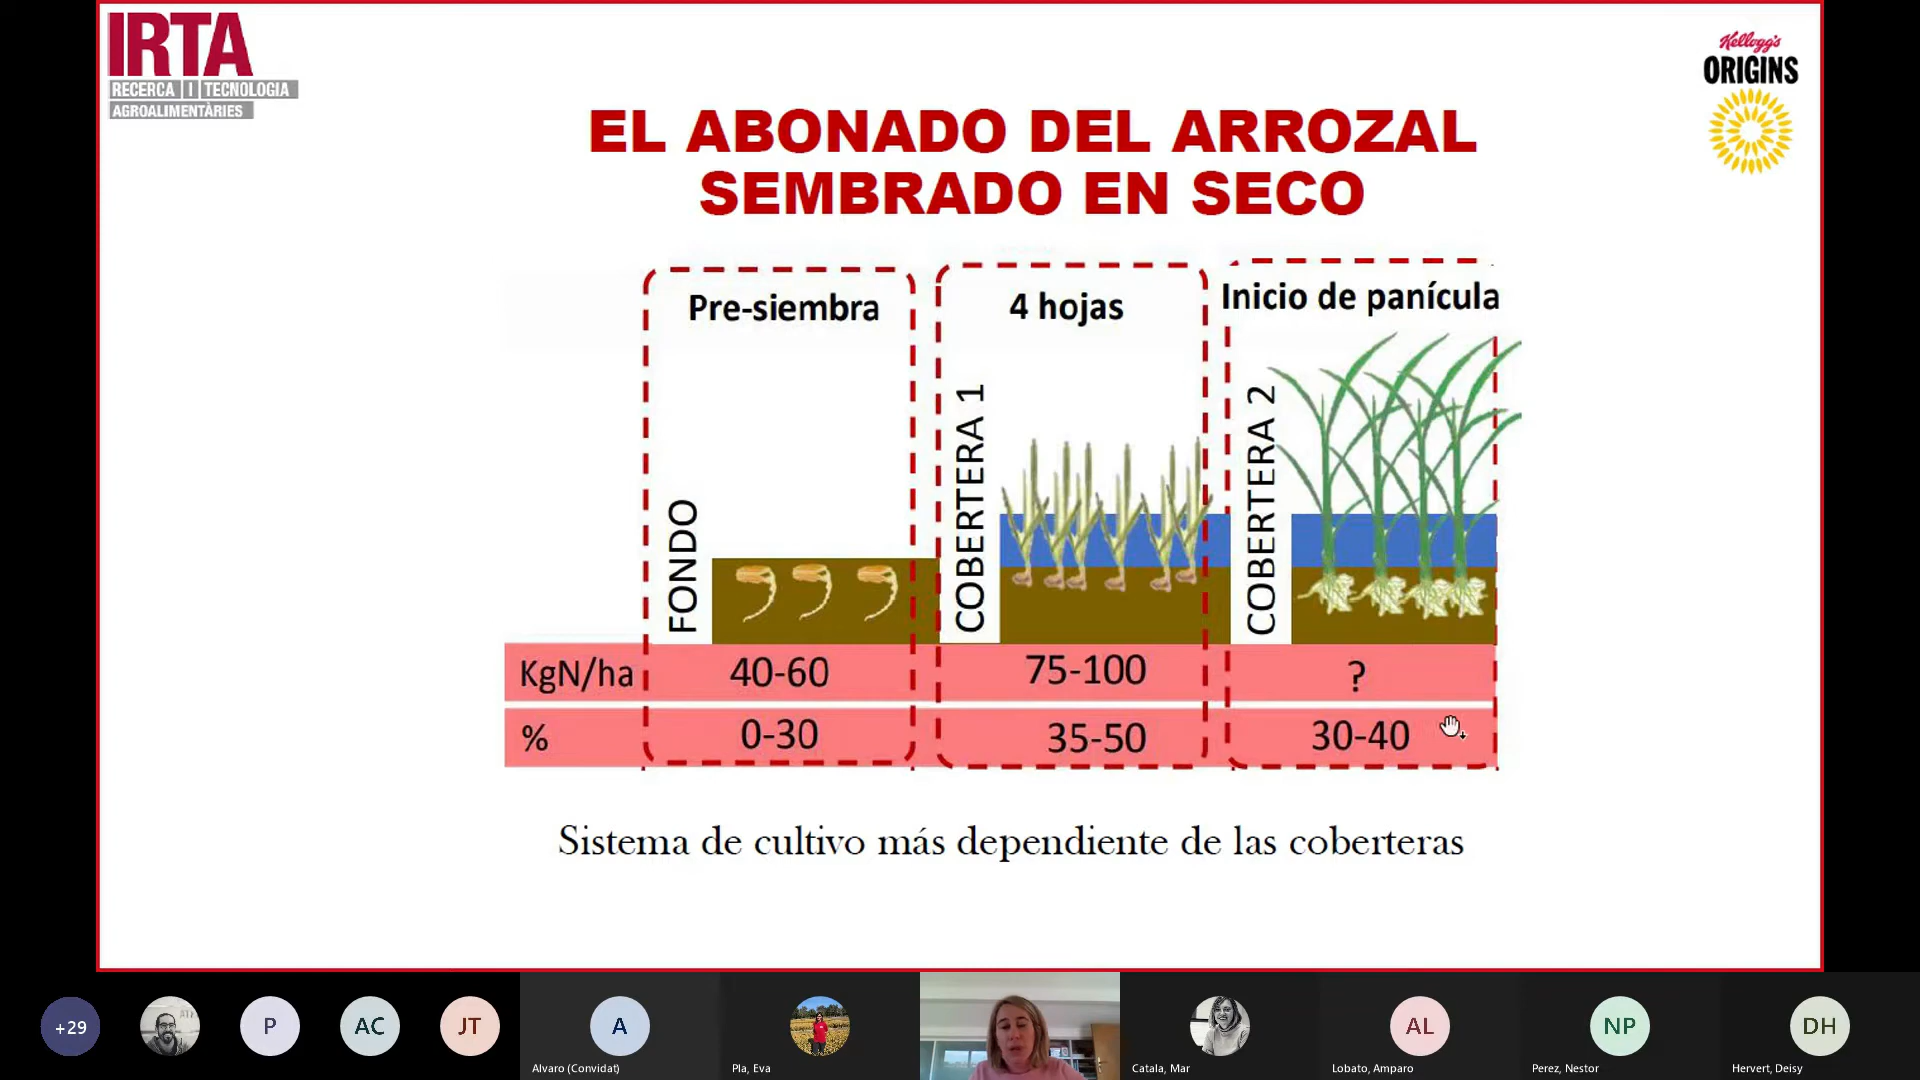 IRTA
RECERCA I TECNOLOGIA
AGROALIMENTÀRIES
Kellogg's
ORIGINS
EL ABONADO DEL ARROZAL
SEMBRADO EN SECO
Pre-siembra
4 hojas
Inicio de panícula
FONDO
COBERTERA 1
COBERTERA 2
KgN/ha 40-60 75-100 ?
% 0-30 35-50 30-40
Sistema de cultivo más dependiente de las coberteras
+29
P
AC
JT
A
AL
NP
DH
Alvaro (Convidat)
Pla, Eva
Catala, Mar
Lobato, Amparo
Perez, Nestor
Hervert, Deisy